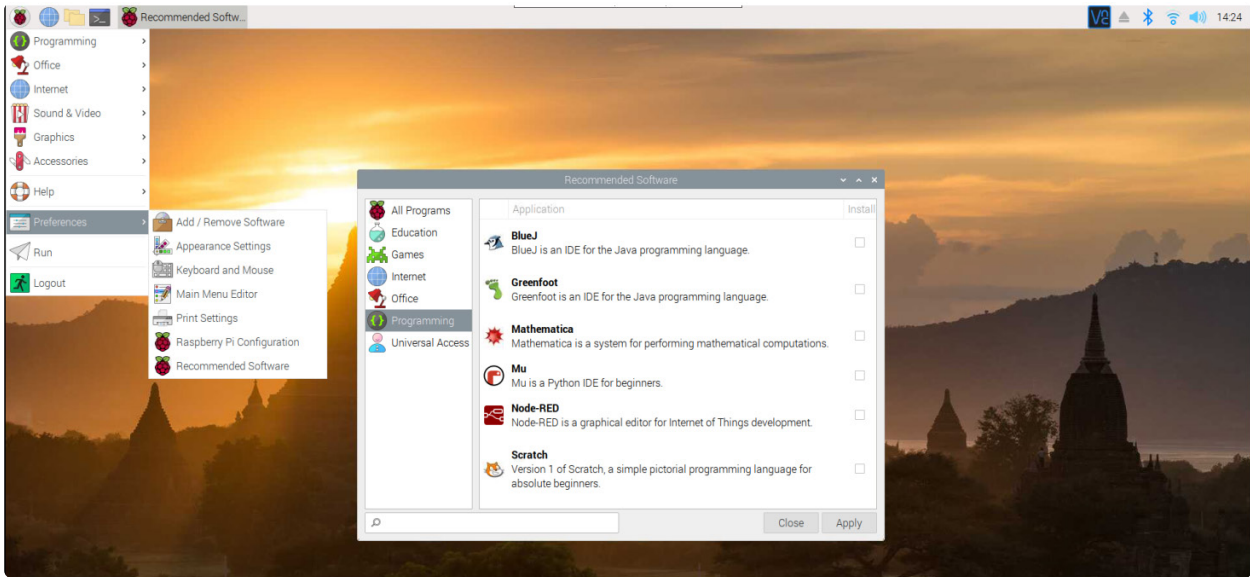 Recommended Softw...
V2
14:24
Programming
Office
Internet
Sound & Video
Graphics
Accessories
Help
Preferences
Run
Logout
Add / Remove Software
Appearance Settings
Keyboard and Mouse
Main Menu Editor
Print Settings
Raspberry Pi Configuration
Recommended Software
Recommended Software
All Programs
Education
Games
Internet
Office
Programming
Universal Access
Application Install
BlueJ
BlueJ is an IDE for the Java programming language.
Greenfoot
Greenfoot is an IDE for the Java programming language.
Mathematica
Mathematica is a system for performing mathematical computations.
Mu
Mu is a Python IDE for beginners.
Node-RED
Node-RED is a graphical editor for Internet of Things development.
Scratch
Version 1 of Scratch, a simple pictorial programming language for
absolute beginners.
Close Apply